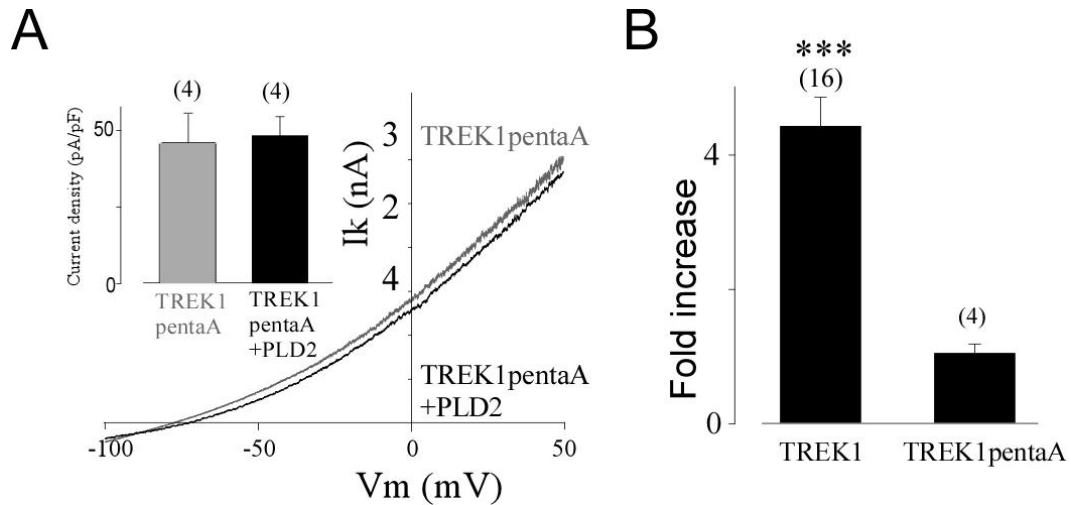 A
(4)
(4)
50
0
Current density (pA/pF)
TREK1
pentaA
TREK1
pentaA
+PLD2
3
2
4
Ik (nA)
TREK1pentaA
TREK1pentaA
+PLD2
-100
-50
0
50
Vm (mV)
B
***
(16)
(4)
4
0
Fold increase
TREK1
TREK1pentaA